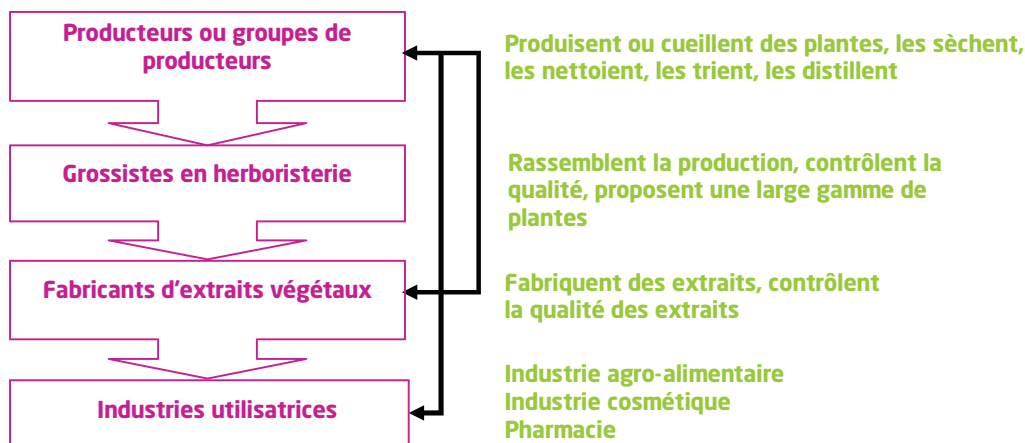 Producteurs ou groupes de
producteurs
Produisent ou cueillent des plantes, les sèchent,
les nettoient, les trient, les distillent
Grossistes en herboristerie
Rassemblent la production, contrôlent la
qualité, proposent une large gamme de
plantes
Fabricants d'extraits végétaux
Fabriquent des extraits, contrôlent
la qualité des extraits
Industries utilisatrices
Industrie agro-alimentaire
Industrie cosmétique
Pharmacie